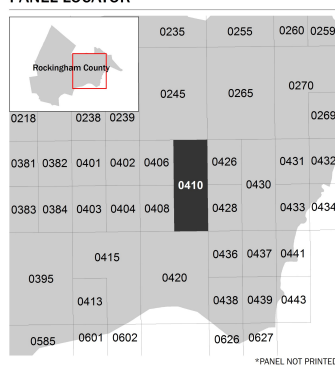 PANEL LOCATOR
0235 0255 0260 0259
Rockingham County
0245 0265 0270
0218 0238 0239 0269
0381 0382 0401 0402 0406 0426 0431 0432
0410 0430
0383 0384 0403 0404 0408 0428 0433 0434
0415 0436 0437 0441
0395 0420
0413 0438 0439 0443
0585 0601 0602 0626 0627
*PANEL NOT PRINTED